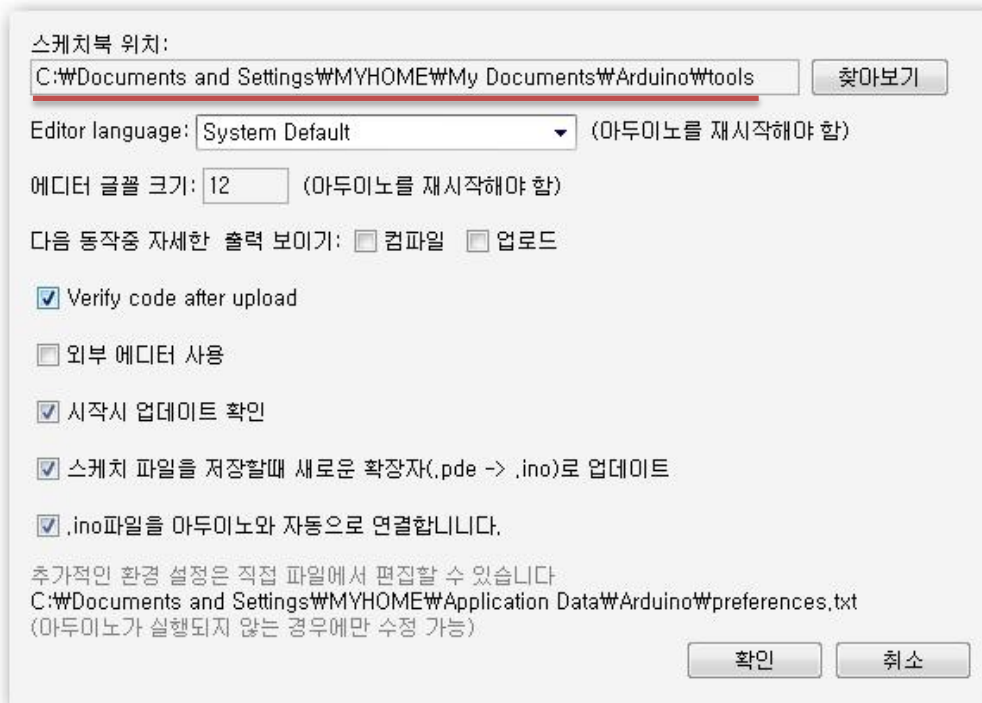 스케치북 위치:
C:₩Documents and Settings₩MYHOME₩My Documents₩Arduino₩tools 찾아보기
Editor language: System Default (아두이노를 재시작해야 함)
에디터 글꼴 크기: 12 (아두이노를 재시작해야 함)
다음 동작중 자세한 출력 보이기: 컴파일 업로드
Verify code after upload
외부 에디터 사용
시작시 업데이트 확인
스케치 파일을 저장할때 새로운 확장자(.pde -> .ino)로 업데이트
.ino파일을 아두이노와 자동으로 연결합니니다.
추가적인 환경 설정은 직접 파일에서 편집할 수 있습니다
C:₩Documents and Settings₩MYHOME₩Application Data₩Arduino₩preferences.txt
(아두이노가 실행되지 않는 경우에만 수정 가능)
확인 취소